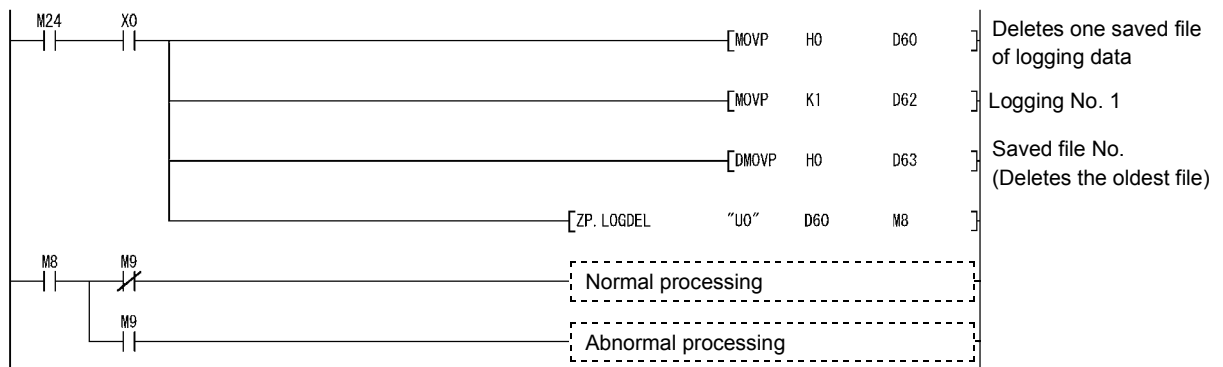 M24 X0
[MOVP H0 D60 ] Deletes one saved file
of logging data
[MOVP K1 D62 ] Logging No. 1
[DMOVP H0 D63 ] Saved file No.
(Deletes the oldest file)
[ZP.LOGDEL "U0" D60 M8 ]
M8 M9
Normal processing
M9
Abnormal processing